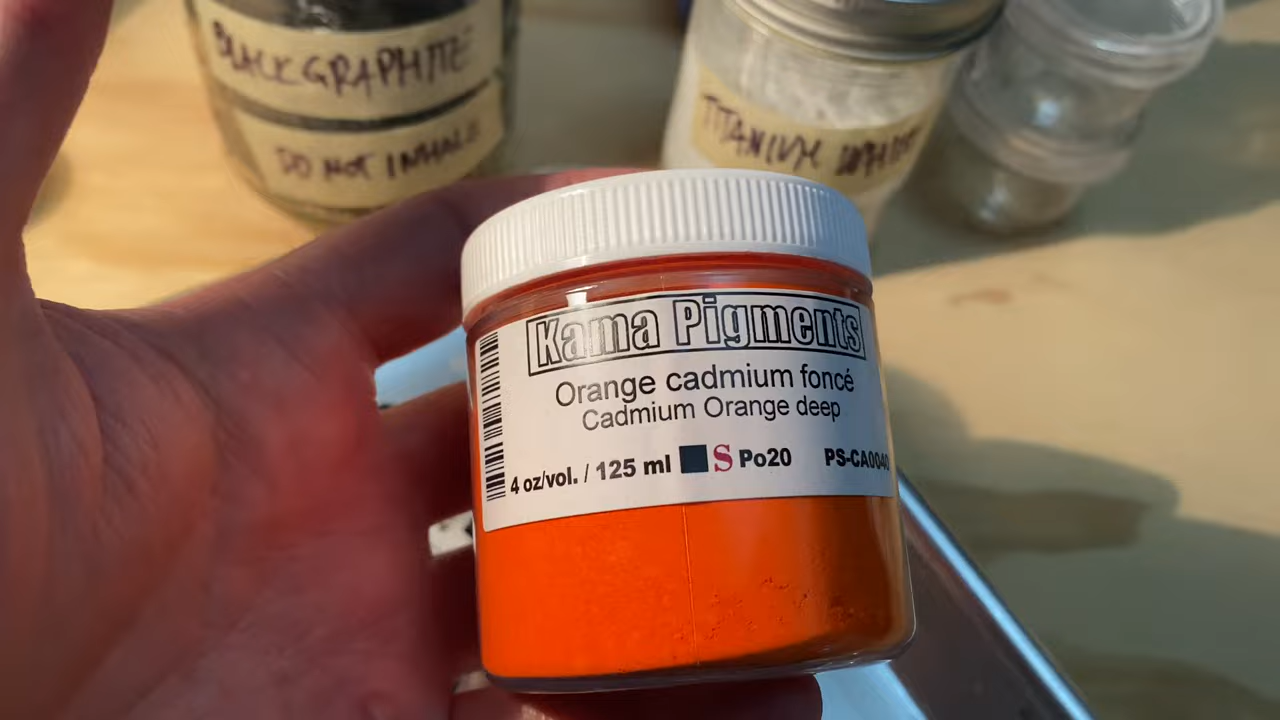 BLACK GRAPHITE
DO NOT INHALE
TITANIUM WHITE
Kama Pigments
Orange cadmium foncé
Cadmium Orange deep
4 oz/vol. / 125 ml S Po20 PS-CA0040